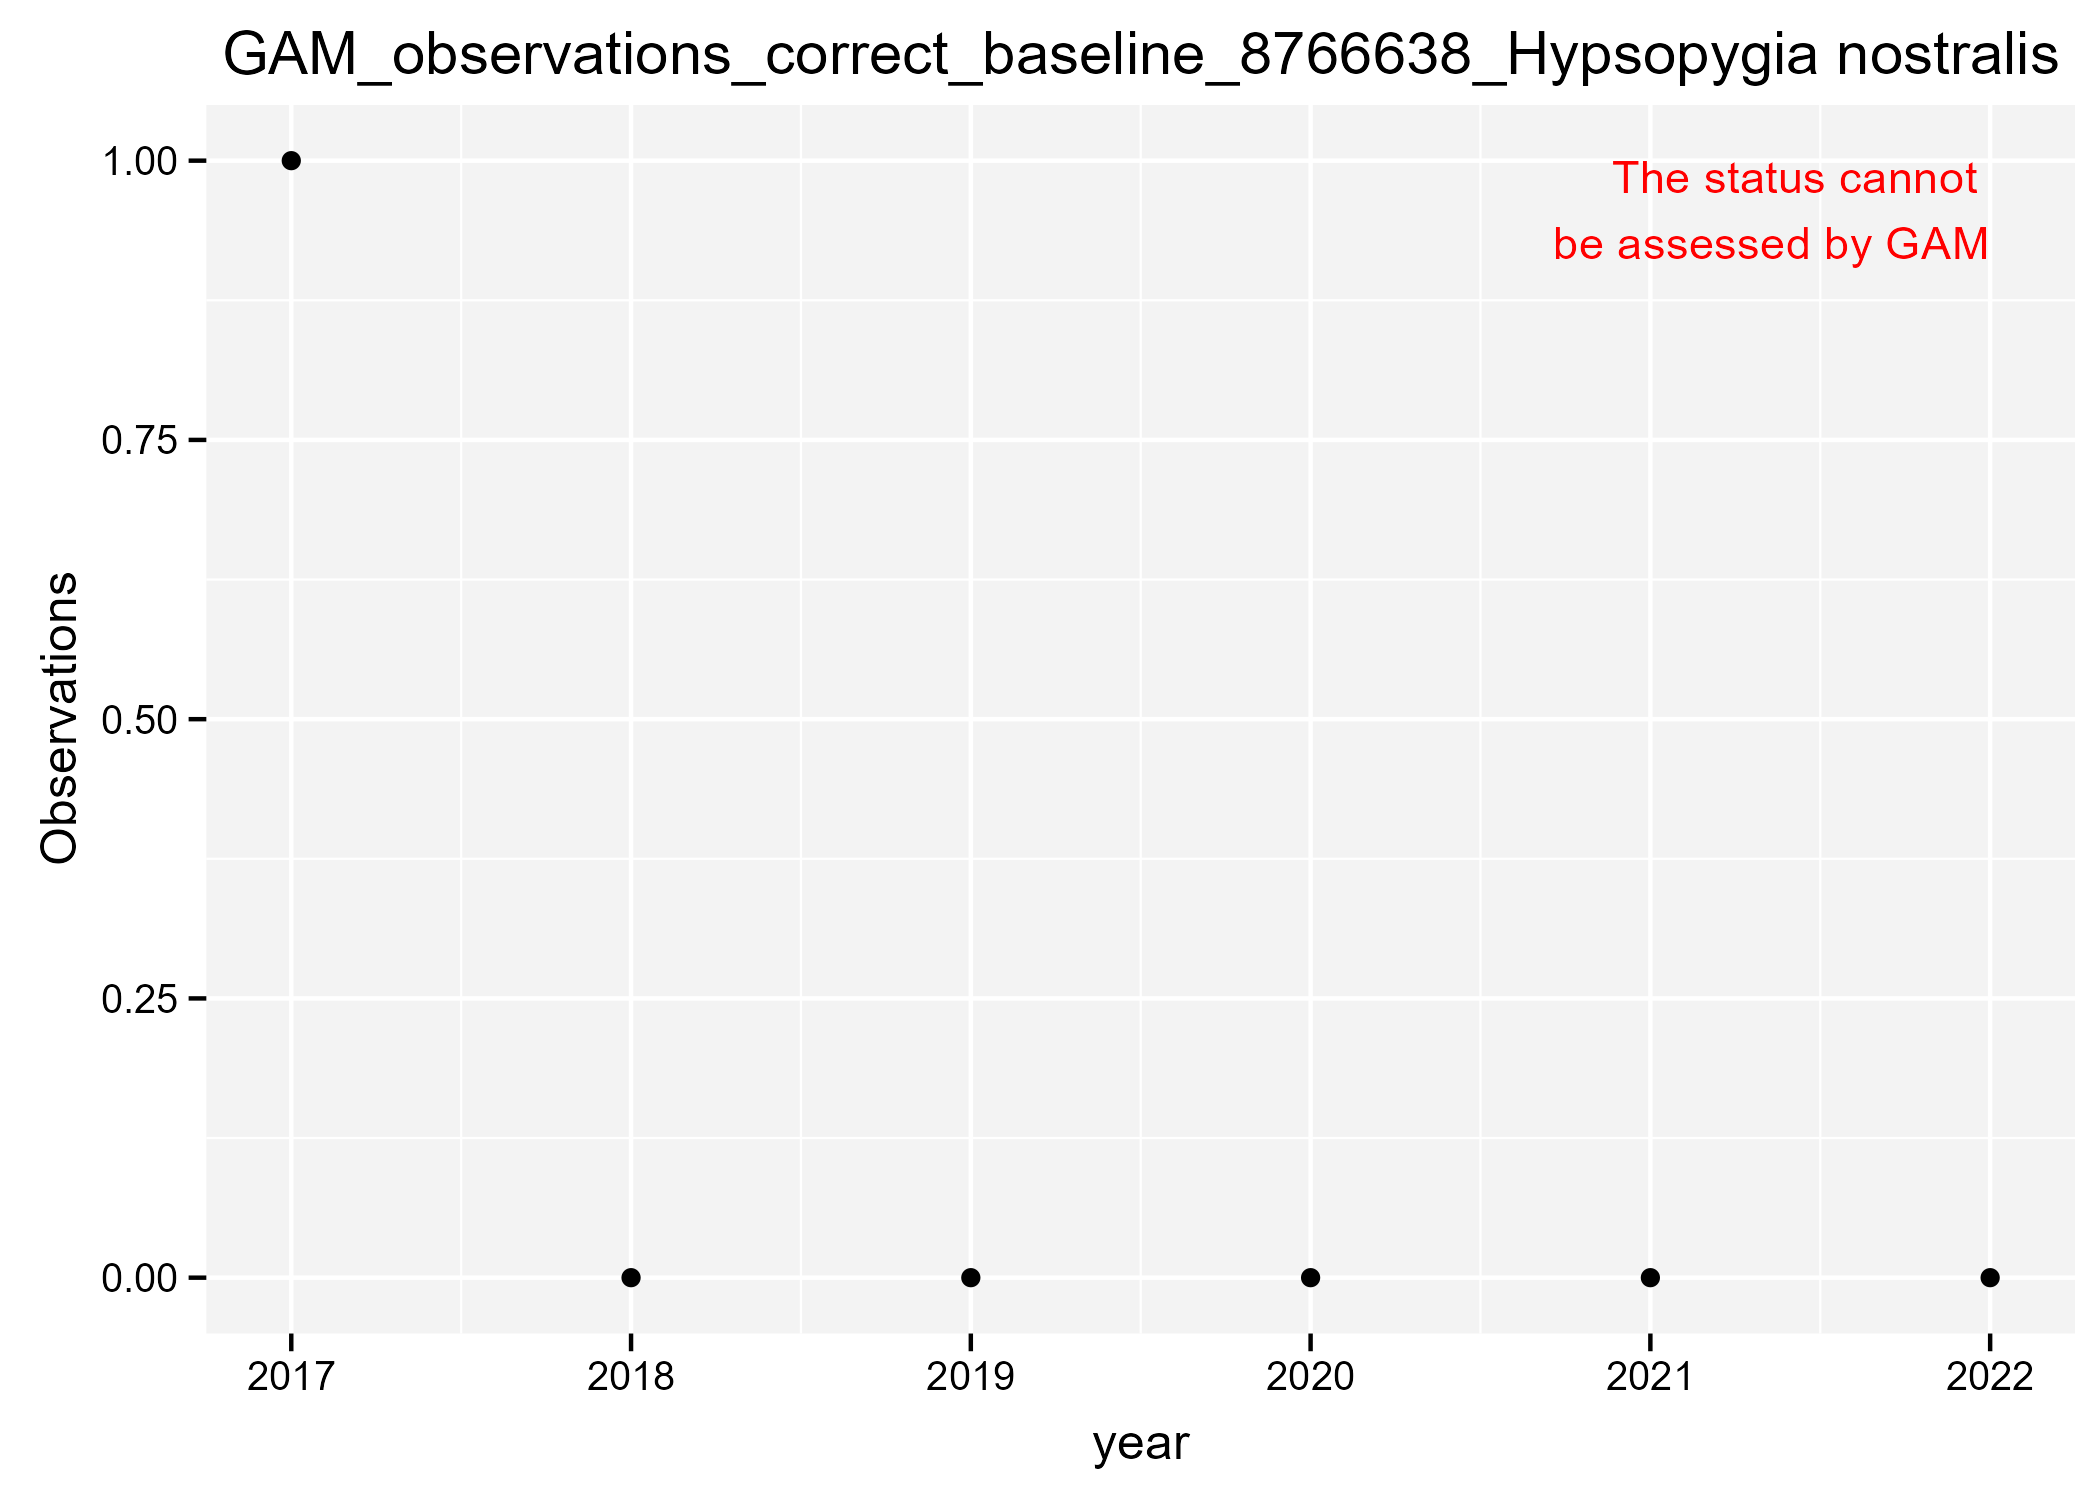 GAM_observations_correct_baseline_8766638_Hypsopygia nostralis
1.00
The status cannot
be assessed by GAM
0.75
0.50
0.25
0.00
Observations
2017 2018 2019 2020 2021 2022
year